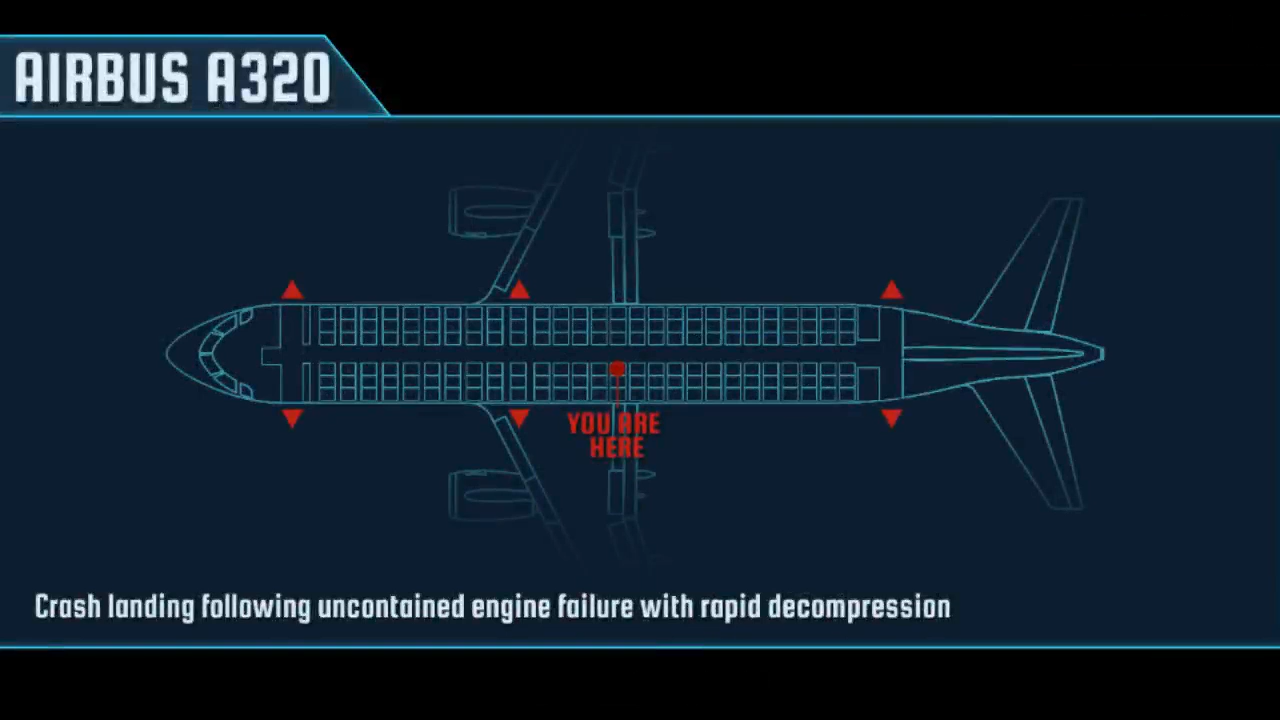 AIRBUS A320
YOU ARE
HERE
Crash landing following uncontained engine failure with rapid decompression